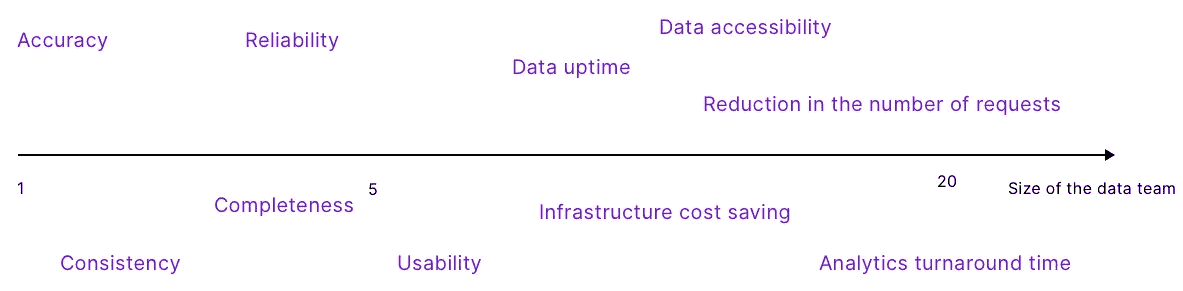 Data accessibility
Accuracy
Reliability
Data uptime
Reduction in the number of requests
1
5
20
Size of the data team
Completeness
Infrastructure cost saving
Consistency
Usability
Analytics turnaround time